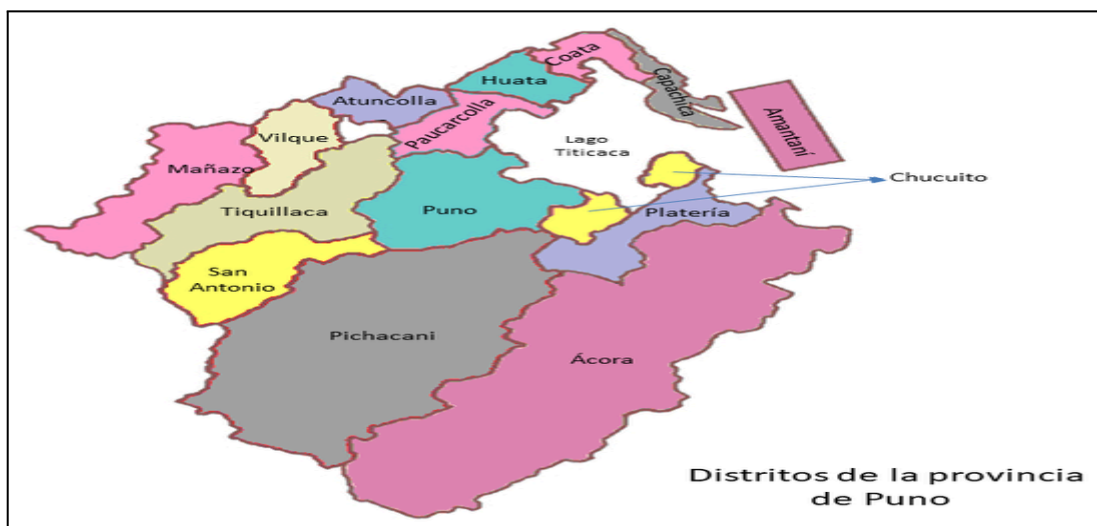 Coata
Huata
Capachica
Atuncolla
Paucarcolla
Amantaní
Vilque
Lago
Titicaca
Mañazo
Chucuito
Tiquillaca
Puno
Platería
San
Antonio
Pichacani
Ácora
Distritos de la provincia
de Puno